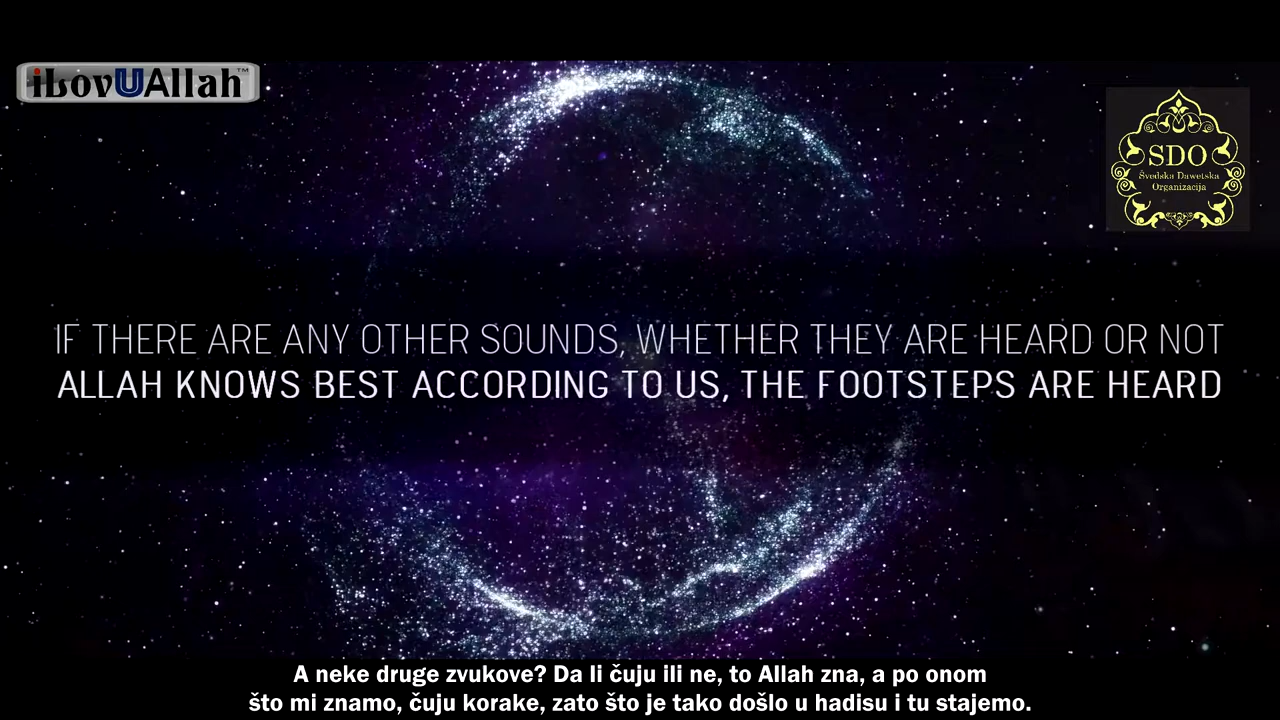 iLovUAllah™
SDO
Švedska Dawetska
Organizacija
IF THERE ARE ANY OTHER SOUNDS, WHETHER THEY ARE HEARD OR NOT
ALLAH KNOWS BEST ACCORDING TO US, THE FOOTSTEPS ARE HEARD
A neke druge zvukove? Da li čuju ili ne, to Allah zna, a po onom
što mi znamo, čuju korake, zato što je tako došlo u hadisu i tu stajemo.